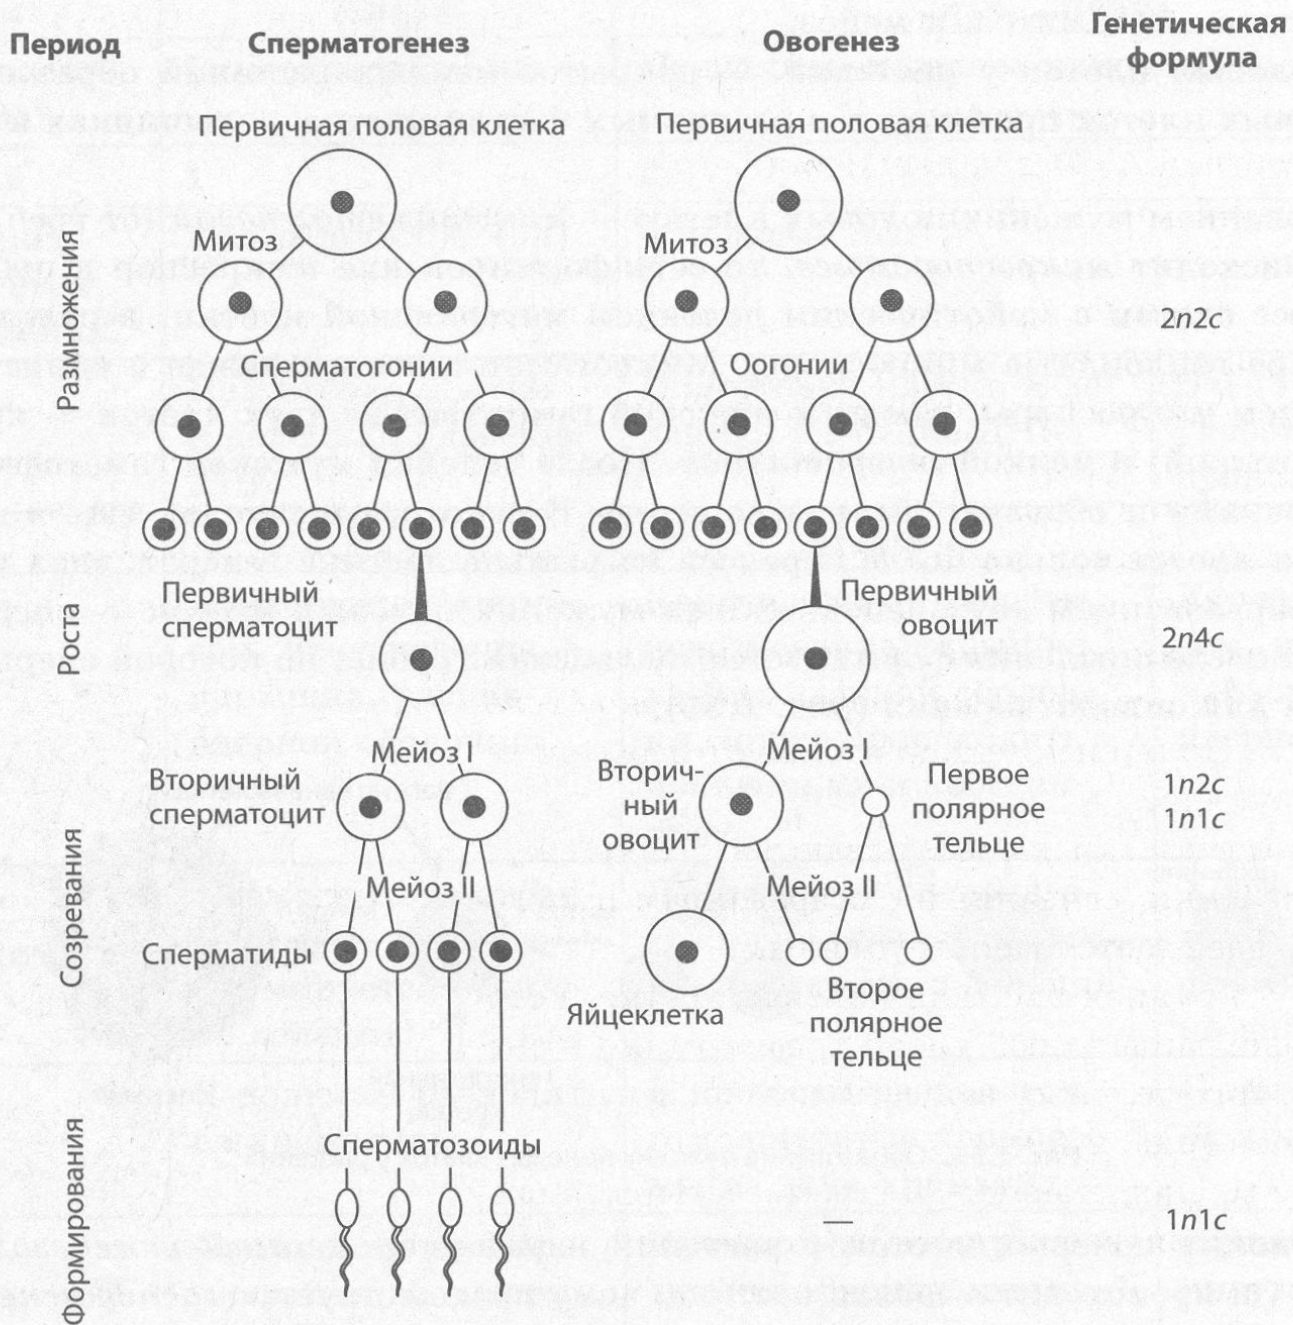 Период
Сперматогенез
Овогенез
Генетическая
формула
Первичная половая клетка
Первичная половая клетка
Размножения
Митоз
Митоз
2n2c
Сперматогонии
Оогонии
Роста
Первичный
сперматоцит
Первичный
овоцит
2n4c
Созревания
Мейоз I
Мейоз I
Вторичный
сперматоцит
Вторич-
ный
овоцит
Первое
полярное
тельце
1n2c
1n1c
Мейоз II
Мейоз II
Сперматиды
Яйцеклетка
Второе
полярное
тельце
Формирования
Сперматозоиды
—
1n1c